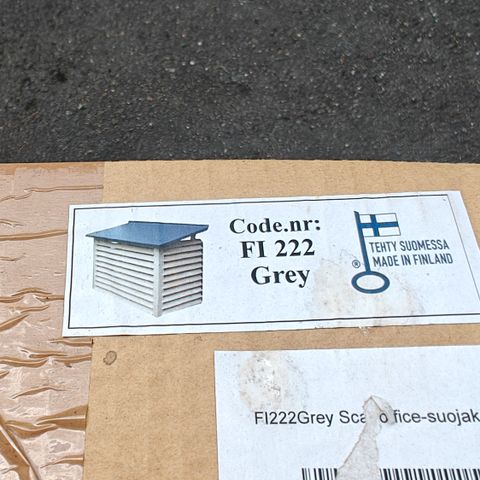 Code.nr:
FI 222
Grey
®
TEHTY SUOMESSA
MADE IN FINLAND
FI222Grey